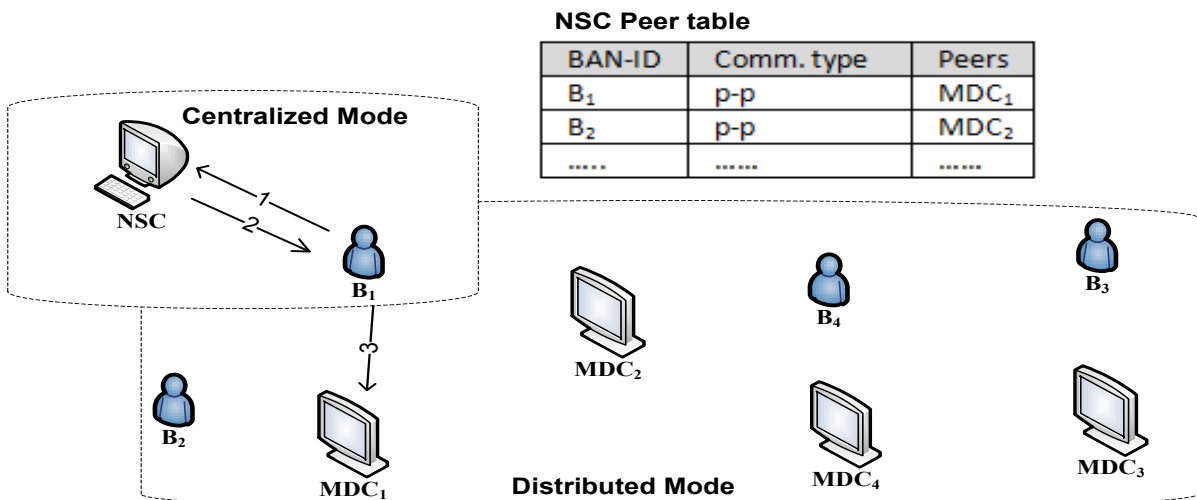 NSC Peer table
BAN-ID Comm. type Peers
B₁ p-p MDC₁
B₂ p-p MDC₂
..... ...... ......
Centralized Mode
1
2
NSC
B₁
3
B₂
MDC₁
MDC₂
B₄
B₃
MDC₄
MDC₃
Distributed Mode